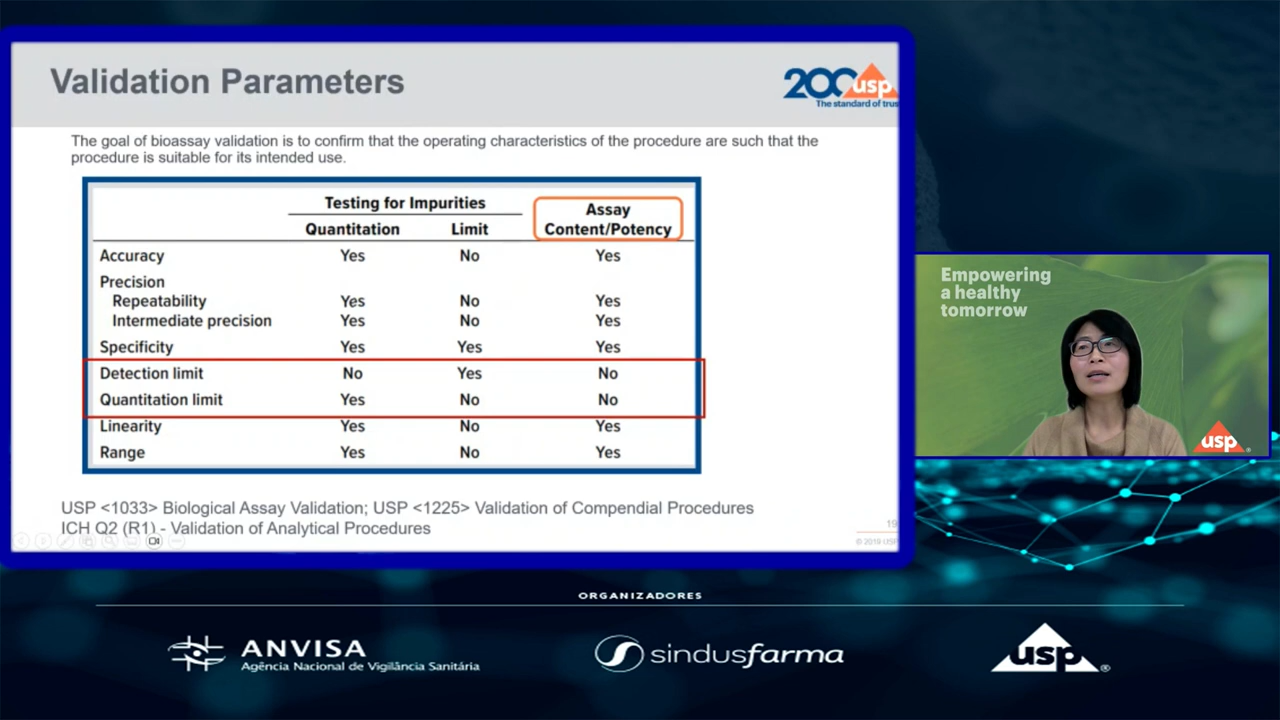 Validation Parameters
200 usp
The standard of trus
The goal of bioassay validation is to confirm that the operating characteristics of the procedure are such that the
procedure is suitable for its intended use.
Testing for Impurities
Assay
Quantitation Limit Content/Potency
Accuracy Yes No Yes
Precision
Repeatability Yes No Yes
Intermediate precision Yes No Yes
Specificity Yes Yes Yes
Detection limit No Yes No
Quantitation limit Yes No No
Linearity Yes No Yes
Range Yes No Yes
USP <1033> Biological Assay Validation; USP <1225> Validation of Compendial Procedures
ICH Q2 (R1) - Validation of Analytical Procedures
19
© 2019 USP
Empowering
a healthy
tomorrow
usp
ORGANIZADORES
ANVISA
Agência Nacional de Vigilância Sanitária
sindusfarma
usp